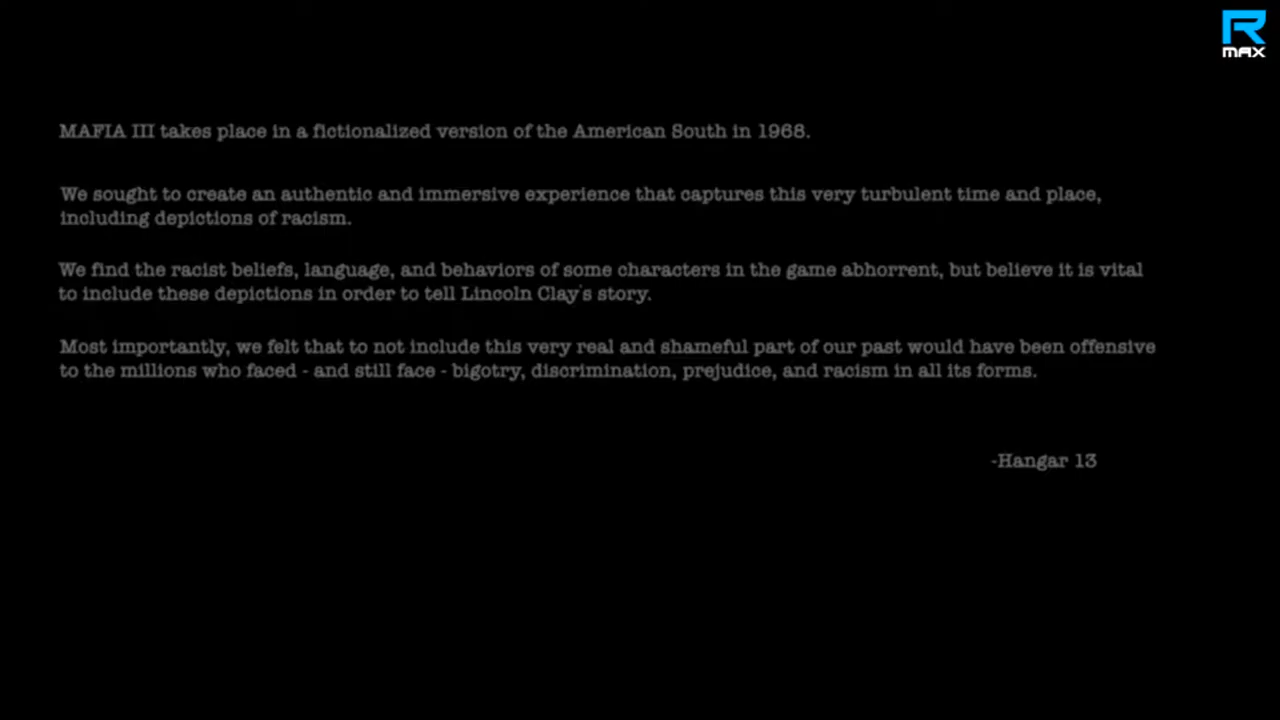 R
MAX
MAFIA III takes place in a fictionalized version of the American South in 1968.
We sought to create an authentic and immersive experience that captures this very turbulent time and place,
including depictions of racism.
We find the racist beliefs, language, and behaviors of some characters in the game abhorrent, but believe it is vital
to include these depictions in order to tell Lincoln Clay's story.
Most importantly, we felt that to not include this very real and shameful part of our past would have been offensive
to the millions who faced - and still face - bigotry, discrimination, prejudice, and racism in all its forms.
-Hangar 13